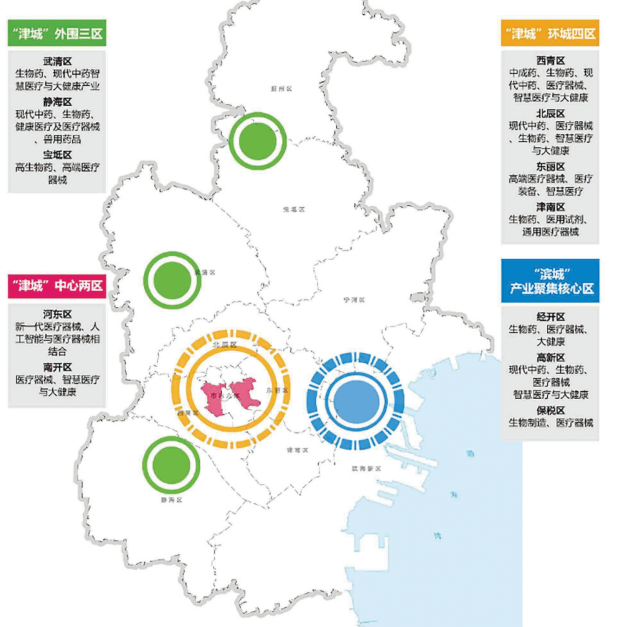 “津城”外围三区
武清区
生物药、现代中药智
慧医疗与大健康产业
静海区
现代中药、生物药、
健康医疗及医疗器械
、兽用药品
宝坻区
高生物药、高端医疗
器械
“津城”环城四区
西青区
中成药、生物药、现
代中药、医疗器械、
智慧医疗与大健康
北辰区
现代中药、医疗器械
、生物药、智慧医疗
与大健康
东丽区
高端医疗器械、医疗
装备、智慧医疗
津南区
生物药、医用试剂、
通用医疗器械
“津城”中心两区
河东区
新一代医疗器械、人
工智能与医疗器械相
结合
南开区
医疗器械、智慧医疗
与大健康
“滨城”
产业聚集核心区
经开区
生物药、医疗器械、
大健康
高新区
现代中药、生物药、
医疗器械
智慧医疗与大健康
保税区
生物制造、医疗器械
蓟州区
宝坻区
武清区
宁河区
北辰区
东丽区
西青区
津南区
滨海新区
静海区
渤
海
湾